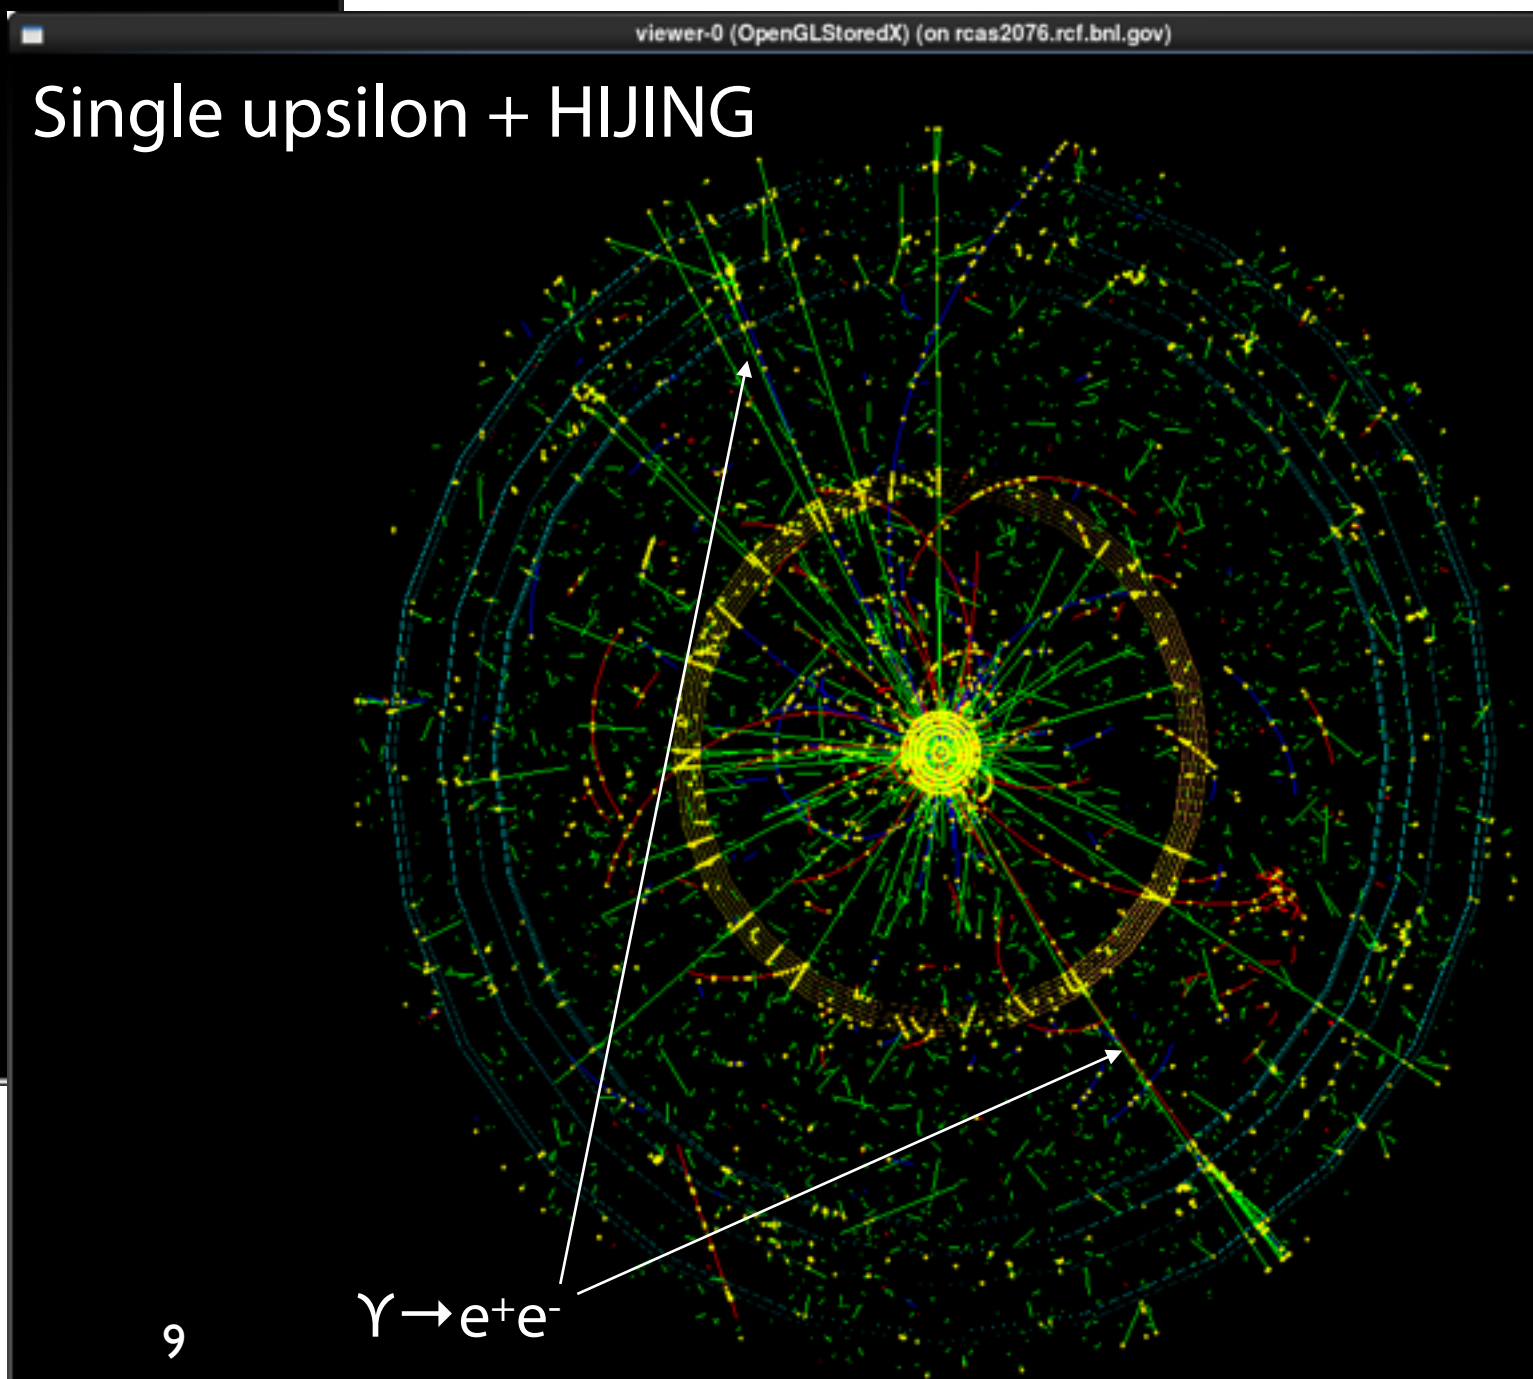 viewer-0 (OpenGLStoredX) (on rcas2076.rcf.bnl.gov)
Single upsilon + HIJING
ϒ→e⁺e⁻
9